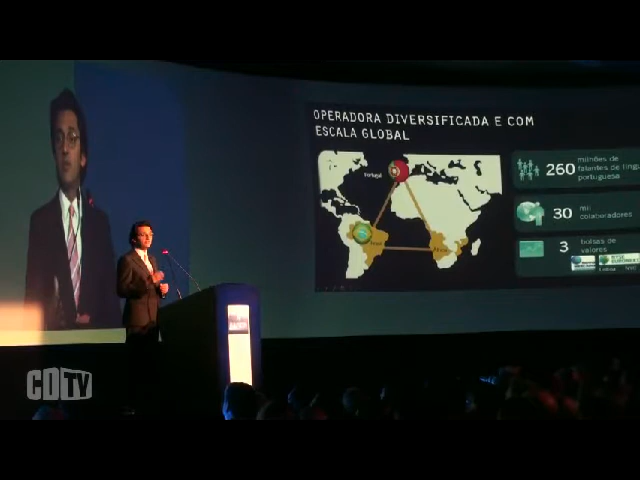 OPERADORA DIVERSIFICADA E COM
ESCALA GLOBAL
Portugal
260 milhões de
falantes de língua
portuguesa
30 mil
colaboradores
3 bolsas de
valores
CDTV